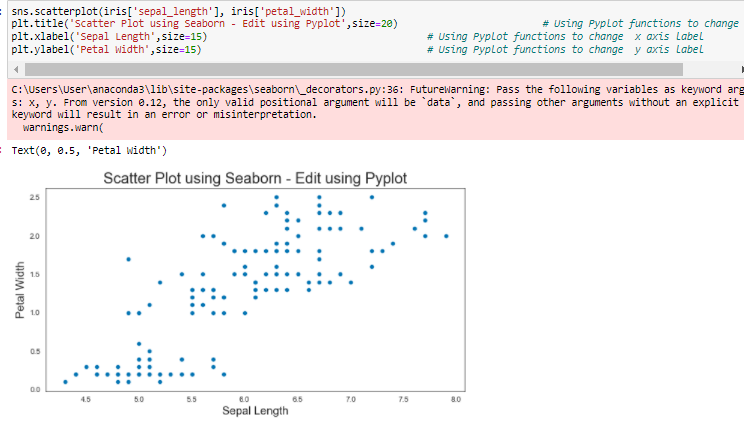 sns.scatterplot(iris['sepal_length'], iris['petal_width'])
plt.title('Scatter Plot using Seaborn - Edit using Pyplot',size=20) # Using Pyplot functions to change
plt.xlabel('Sepal Length',size=15) # Using Pyplot functions to change x axis label
plt.ylabel('Petal Width',size=15) # Using Pyplot functions to change y axis label
C:\Users\User\anaconda3\lib\site-packages\seaborn\_decorators.py:36: FutureWarning: Pass the following variables as keyword arg
s: x, y. From version 0.12, the only valid positional argument will be `data`, and passing other arguments without an explicit
keyword will result in an error or misinterpretation.
warnings.warn(
Text(0, 0.5, 'Petal Width')
Scatter Plot using Seaborn - Edit using Pyplot
2.5
2.0
1.5
1.0
0.5
0.0
Petal Width
4.5 5.0 5.5 6.0 6.5 7.0 7.5 8.0
Sepal Length